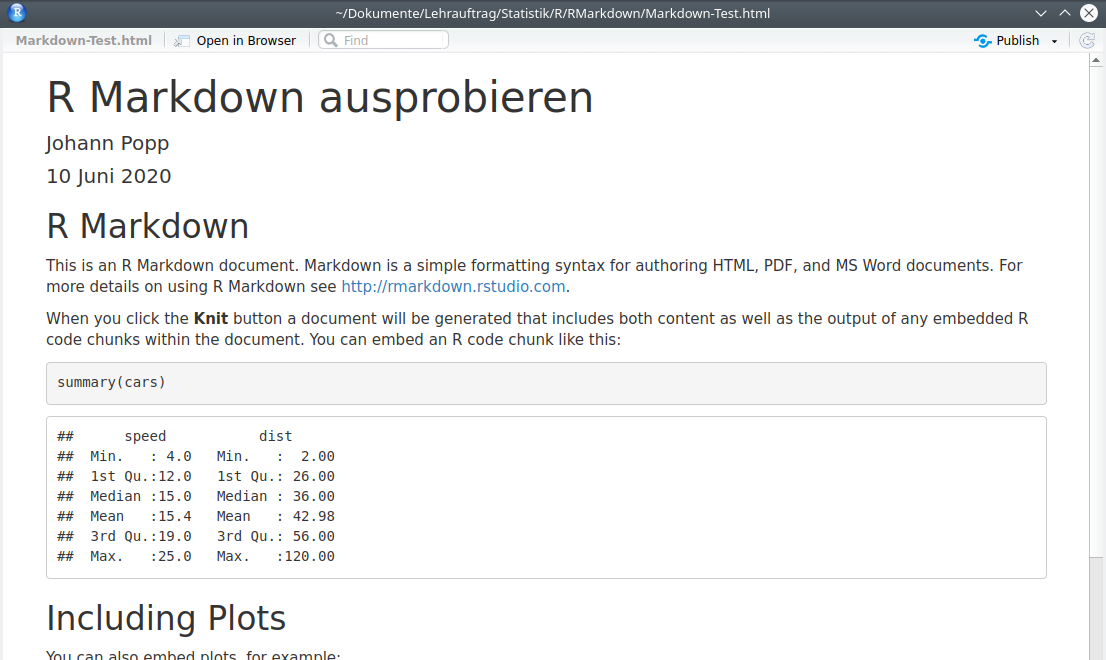 ~/Dokumente/Lehrauftrag/Statistik/R/RMarkdown/Markdown-Test.html
Markdown-Test.html Open in Browser Find Publish
R Markdown ausprobieren
Johann Popp
10 Juni 2020
R Markdown
This is an R Markdown document. Markdown is a simple formatting syntax for authoring HTML, PDF, and MS Word documents. For
more details on using R Markdown see http://rmarkdown.rstudio.com.
When you click the Knit button a document will be generated that includes both content as well as the output of any embedded R
code chunks within the document. You can embed an R code chunk like this:
summary(cars)
##      speed           dist
##  Min.   : 4.0   Min.   :  2.00
##  1st Qu.:12.0   1st Qu.: 26.00
##  Median :15.0   Median : 36.00
##  Mean   :15.4   Mean   : 42.98
##  3rd Qu.:19.0   3rd Qu.: 56.00
##  Max.   :25.0   Max.   :120.00
Including Plots
You can also embed plots, for example: